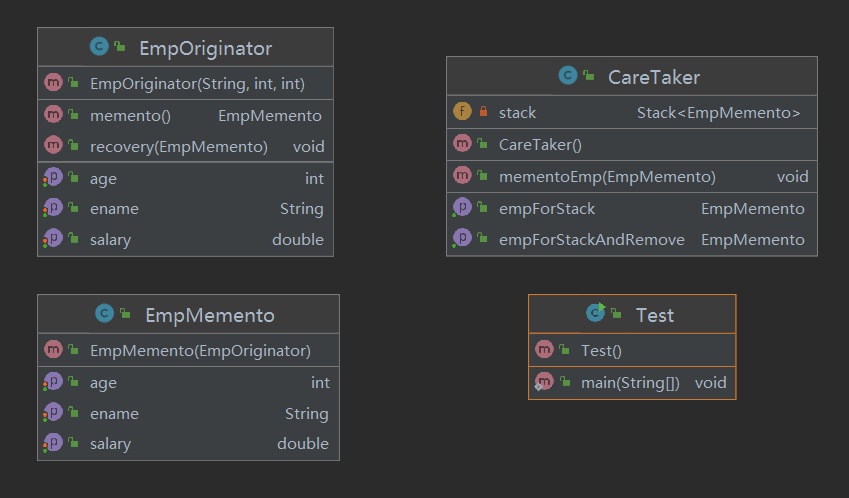 EmpOriginator
EmpOriginator(String, int, int)
memento() EmpMemento
recovery(EmpMemento) void
age int
ename String
salary double
CareTaker
stack Stack<EmpMemento>
CareTaker()
mementoEmp(EmpMemento) void
empForStack EmpMemento
empForStackAndRemove EmpMemento
EmpMemento
EmpMemento(EmpOriginator)
age int
ename String
salary double
Test
Test()
main(String[]) void